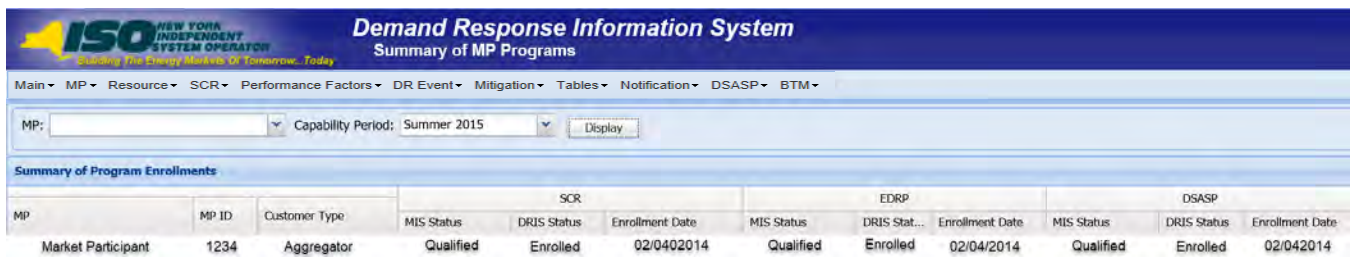 ISO NEW YORK INDEPENDENT SYSTEM OPERATOR
Building The Energy Markets Of Tomorrow...Today
Demand Response Information System
Summary of MP Programs
Main MP Resource SCR Performance Factors DR Event Mitigation Tables Notification DSASP BTM
MP: Capability Period: Summer 2015 Display
Summary of Program Enrollments
SCR EDRP DSASP
MP MP ID Customer Type MIS Status DRIS Status Enrollment Date MIS Status DRIS Stat... Enrollment Date MIS Status DRIS Status Enrollment Date
Market Participant 1234 Aggregator Qualified Enrolled 02/0402014 Qualified Enrolled 02/04/2014 Qualified Enrolled 02/042014